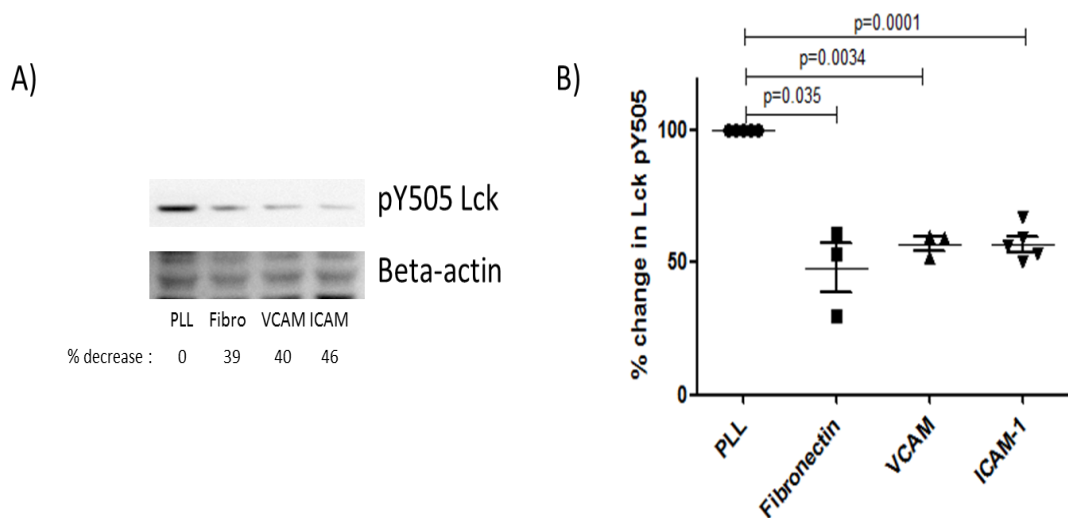 A)
pY505 Lck
Beta-actin
PLL Fibro VCAM ICAM
% decrease : 0 39 40 46
B)
p=0.0001
p=0.0034
p=0.035
% change in Lck pY505
100
50
0
PLL
Fibronectin
VCAM
ICAM-1